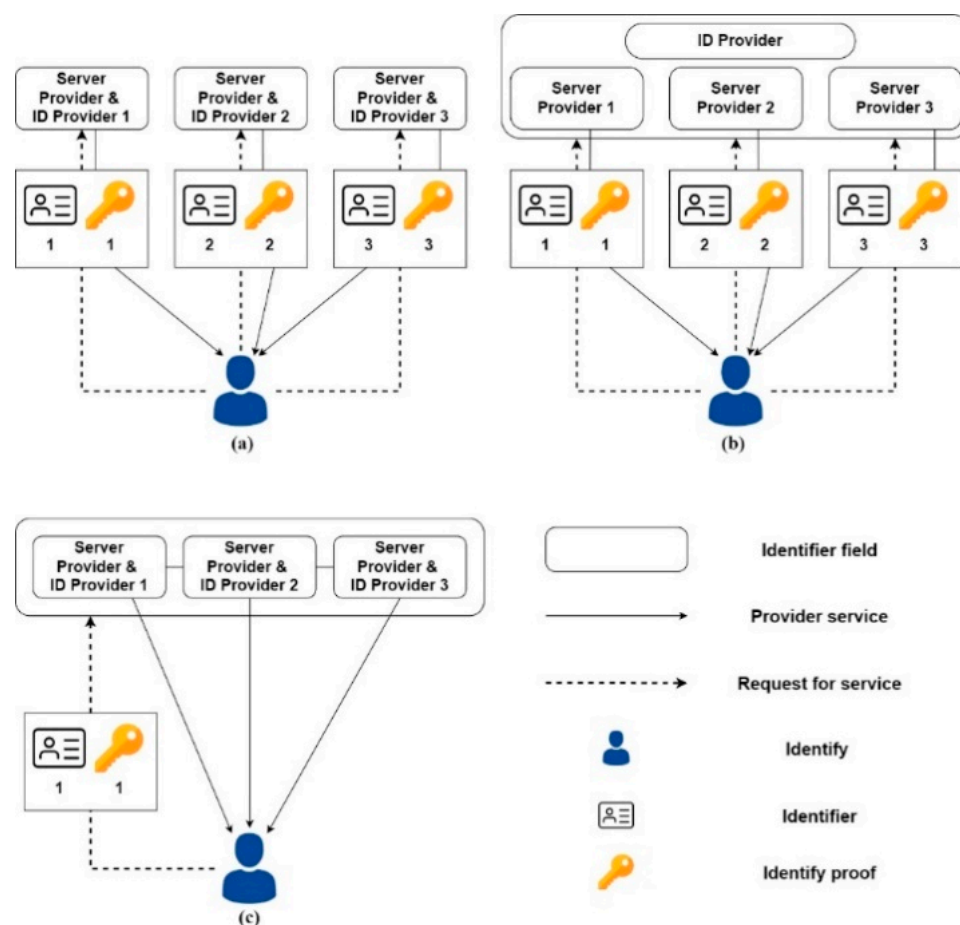 Server
Provider &
ID Provider 1
Server
Provider &
ID Provider 2
Server
Provider &
ID Provider 3
1 1
2 2
3 3
(a)
ID Provider
Server
Provider 1
Server
Provider 2
Server
Provider 3
1 1
2 2
3 3
(b)
Server
Provider &
ID Provider 1
Server
Provider &
ID Provider 2
Server
Provider &
ID Provider 3
1 1
(c)
Identifier field
Provider service
Request for service
Identify
Identifier
Identify proof